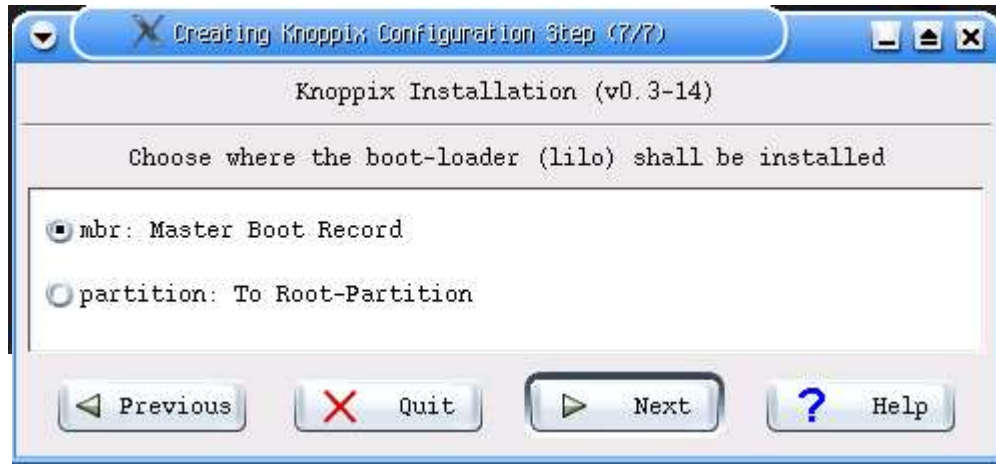 Creating Knoppix Configuration Step (7/7)
Knoppix Installation (v0.3-14)
Choose where the boot-loader (lilo) shall be installed
mbr: Master Boot Record
partition: To Root-Partition
Previous Quit Next ? Help